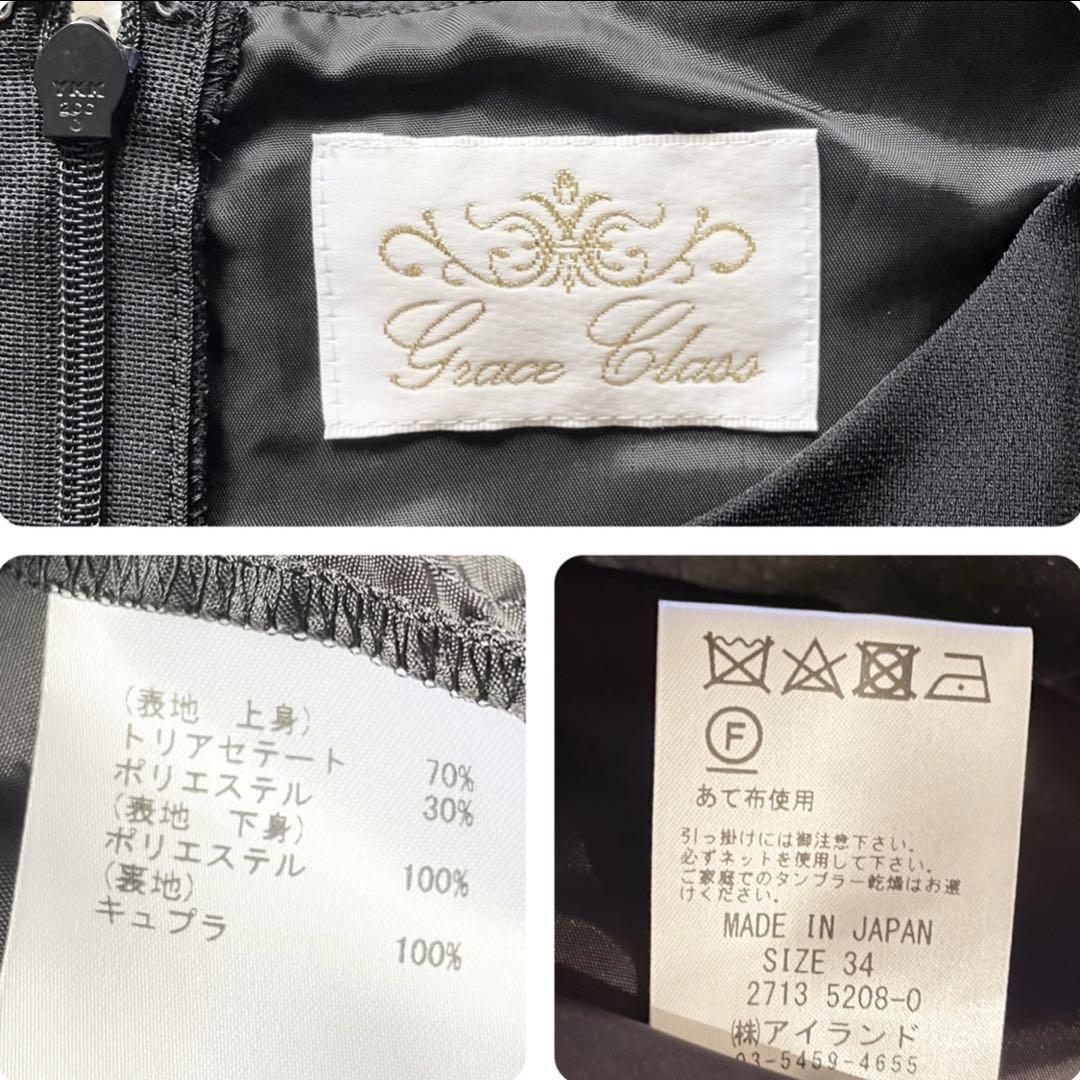 YKK
Grace Class
(表地 上身)
トリアセテート 70%
ポリエステル 30%
(表地 下身)
ポリエステル 100%
(裏地)
キュプラ 100%
F
あて布使用
引っ掛けには御注意下さい。
必ずネットを使用して下さい。
ご家庭でのタンブラー乾燥はお避
けください。
MADE IN JAPAN
SIZE 34
2713 5208-0
㈱アイランド
03-5459-4655